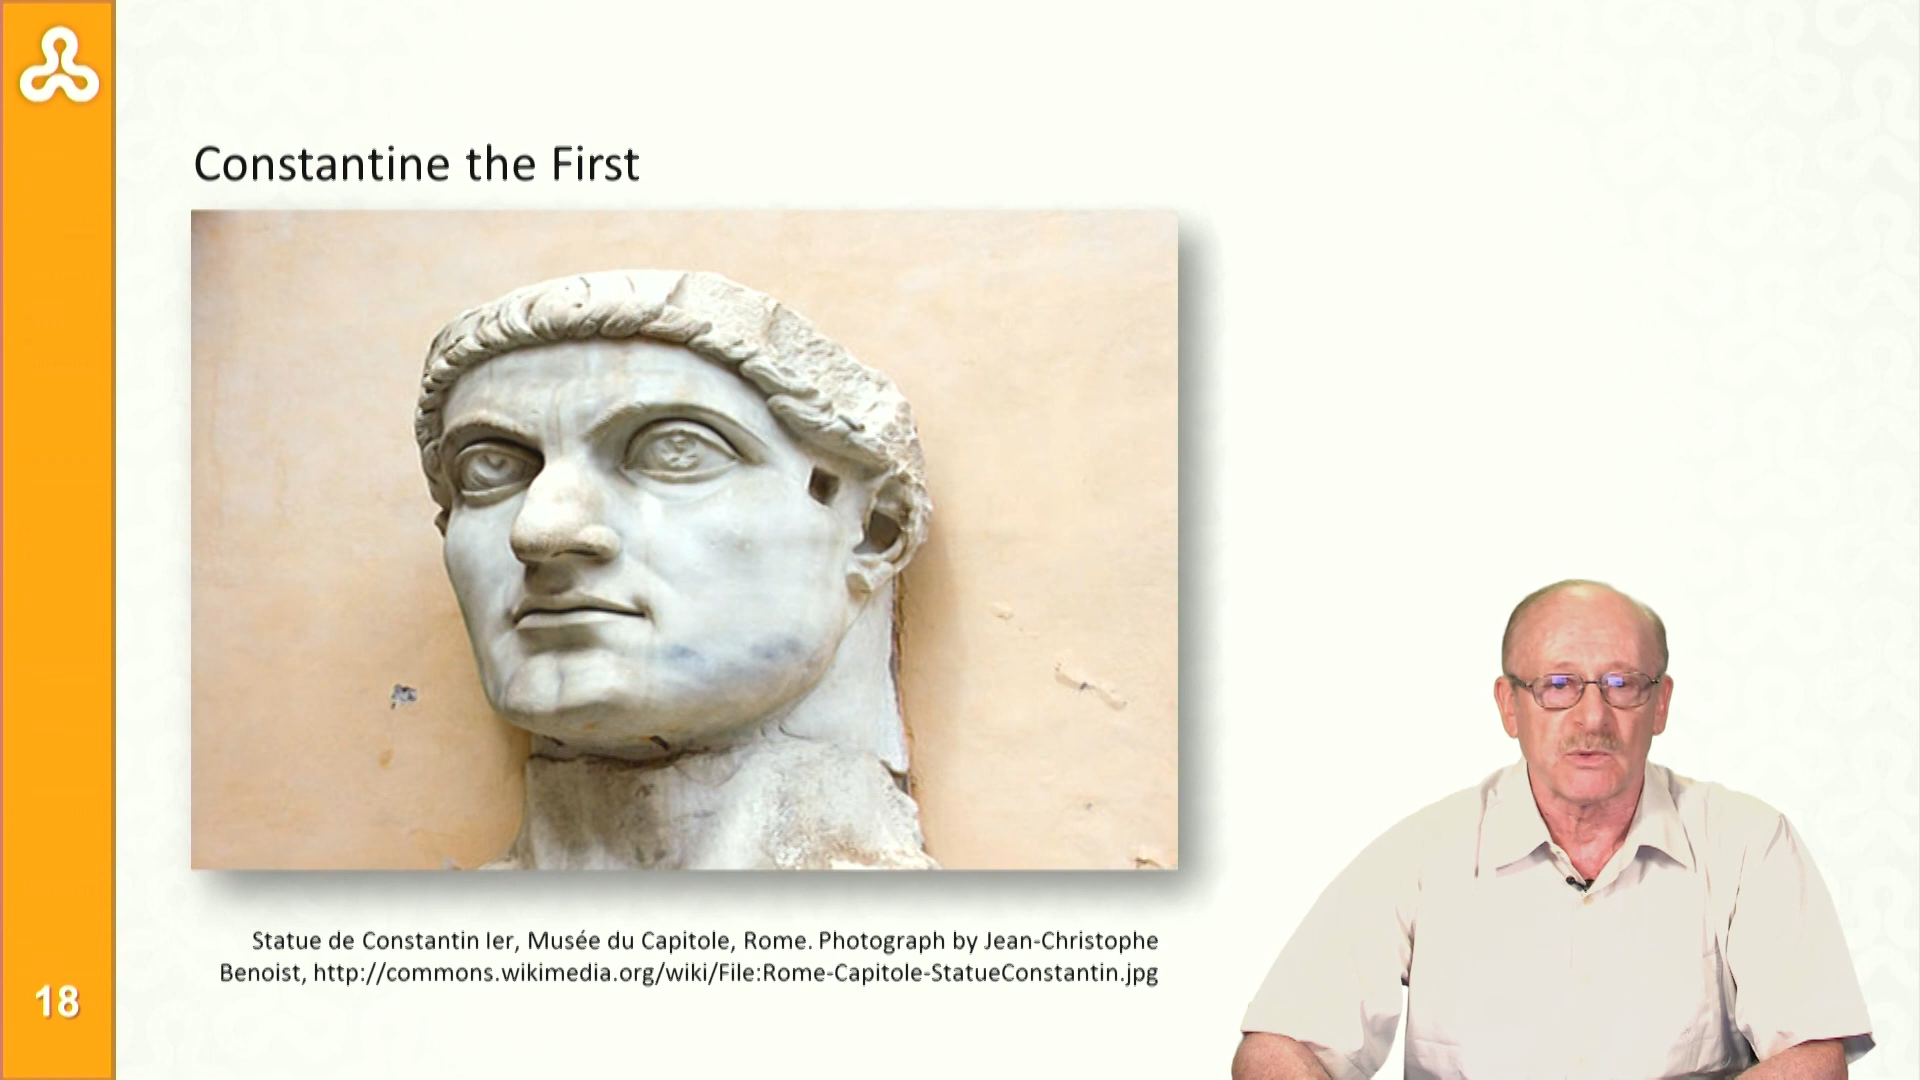 Constantine the First
Statue de Constantin Ier, Musée du Capitole, Rome. Photograph by Jean-Christophe
Benoist, http://commons.wikimedia.org/wiki/File:Rome-Capitole-StatueConstantin.jpg
18